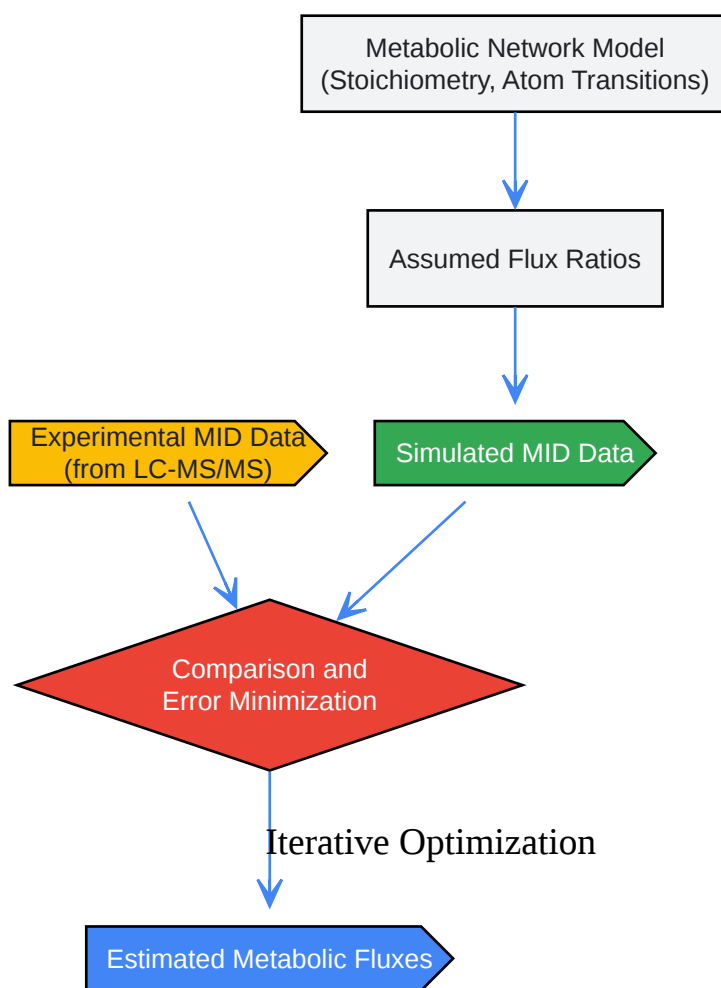 Metabolic Network Model
(Stoichiometry, Atom Transitions)
Assumed Flux Ratios
Experimental MID Data
(from LC-MS/MS)
Simulated MID Data
Comparison and
Error Minimization
Iterative Optimization
Estimated Metabolic Fluxes